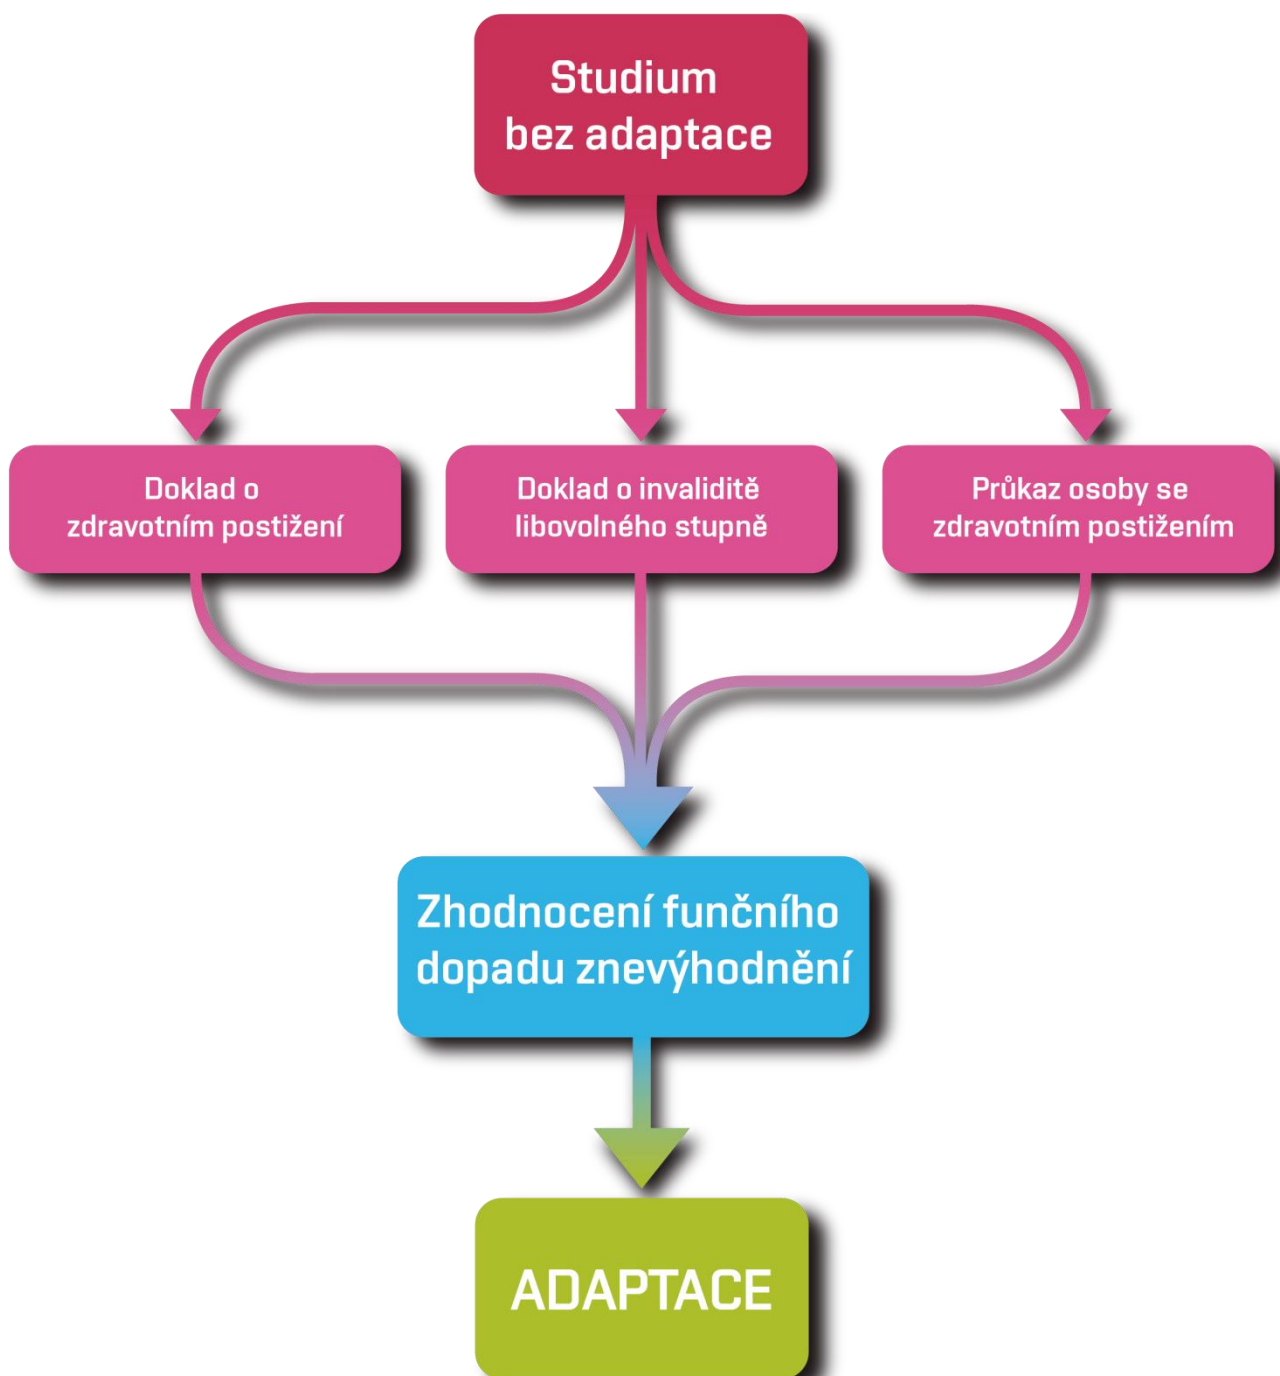 Studium
bez adaptace
Doklad o
zdravotním postižení
Doklad o invaliditě
libovolného stupně
Průkaz osoby se
zdravotním postižením
Zhodnocení funčního
dopadu znevýhodnění
ADAPTACE